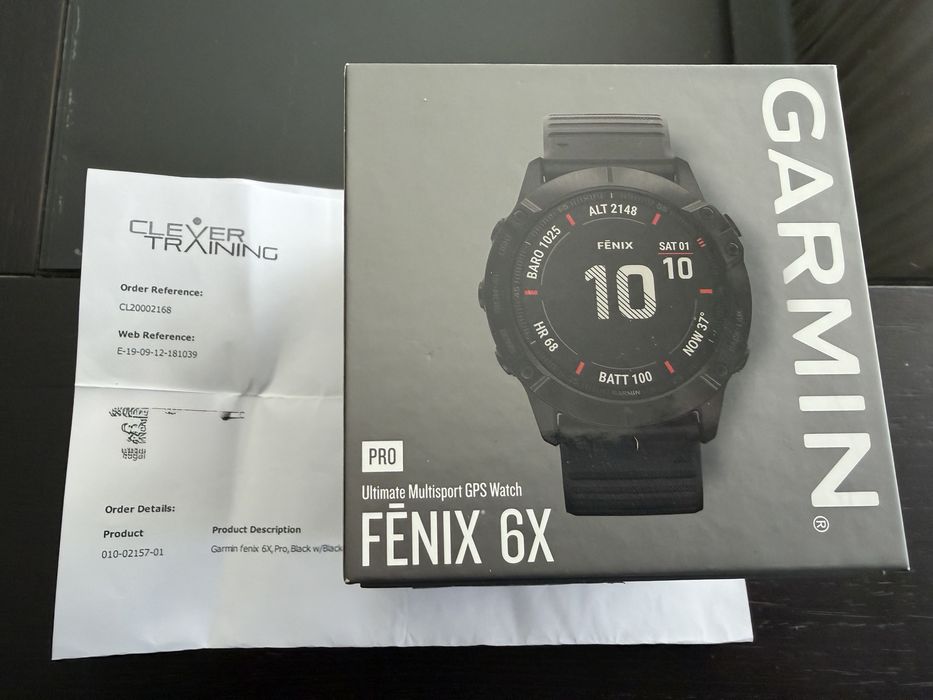 CLEVER
TRAINING
Order Reference:
CL20002168
Web Reference:
E-19-09-12-181039
Order Details:
Product
Product Description
010-02157-01
Garmin fenix 6X, Pro, Black w/Black
GARMIN®
ALT 2148
BARO 1025
FĒNIX
SAT 01
10
10
HR 68
NOW 37°
BATT 100
GARMIN
PRO
Ultimate Multisport GPS Watch
FĒNIX® 6X